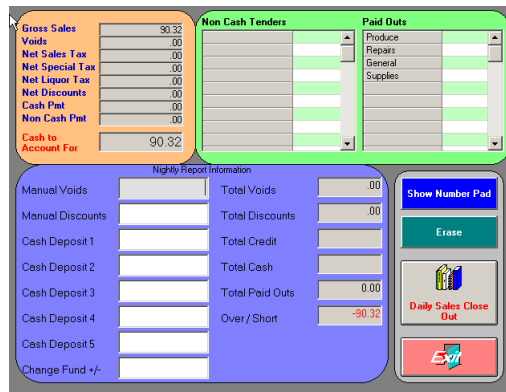 Gross Sales 90.32
Voids .00
Net Sales Tax .00
Net Special Tax .00
Net Liquor Tax .00
Net Discounts .00
Cash Pmt .00
Non Cash Pmt .00
Cash to
Account For 90.32
Non Cash Tenders
Paid Outs
Produce
Repairs
General
Supplies
Nightly Report Information
Manual Voids
Manual Discounts
Cash Deposit 1
Cash Deposit 2
Cash Deposit 3
Cash Deposit 4
Cash Deposit 5
Change Fund +/-
Total Voids .00
Total Discounts .00
Total Credit
Total Cash
Total Paid Outs 0.00
Over / Short -90.32
Show Number Pad
Erase
Daily Sales Close
Out
Exit